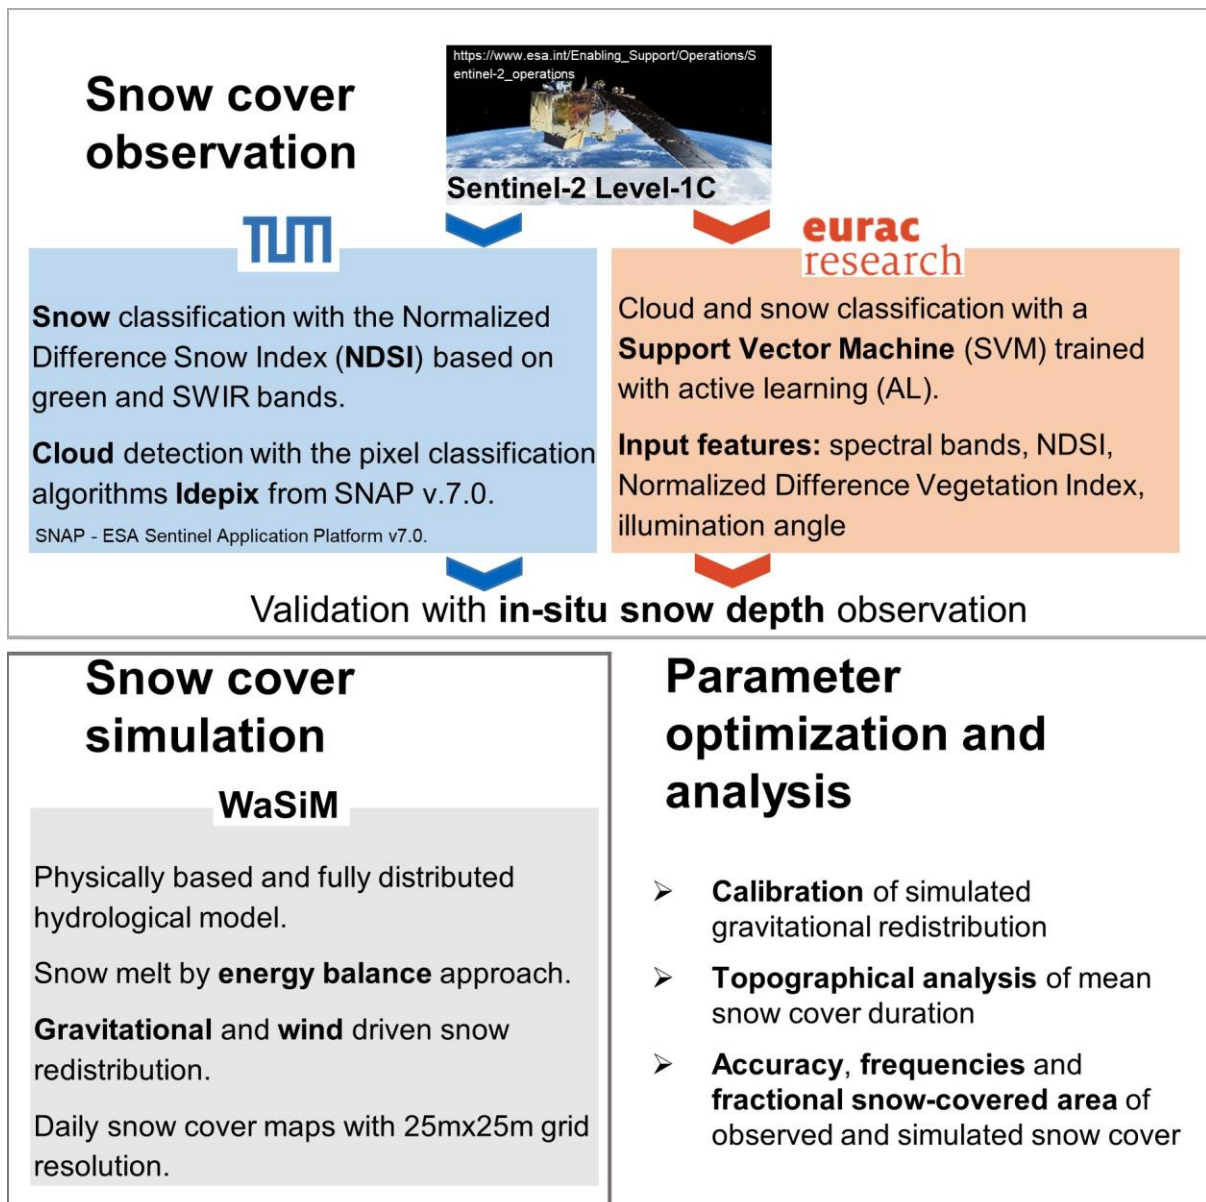 Snow cover
observation
https://www.esa.int/Enabling_Support/Operations/S
entinel-2_operations
Sentinel-2 Level-1C
TUM
Snow classification with the Normalized
Difference Snow Index (NDSI) based on
green and SWIR bands.
Cloud detection with the pixel classification
algorithms Idepix from SNAP v.7.0.
SNAP - ESA Sentinel Application Platform v7.0.
eurac
research
Cloud and snow classification with a
Support Vector Machine (SVM) trained
with active learning (AL).
Input features: spectral bands, NDSI,
Normalized Difference Vegetation Index,
illumination angle
Validation with in-situ snow depth observation
Snow cover
simulation
WaSiM
Physically based and fully distributed
hydrological model.
Snow melt by energy balance approach.
Gravitational and wind driven snow
redistribution.
Daily snow cover maps with 25mx25m grid
resolution.
Parameter
optimization and
analysis
➤ Calibration of simulated
gravitational redistribution
➤ Topographical analysis of mean
snow cover duration
➤ Accuracy, frequencies and
fractional snow-covered area of
observed and simulated snow cover